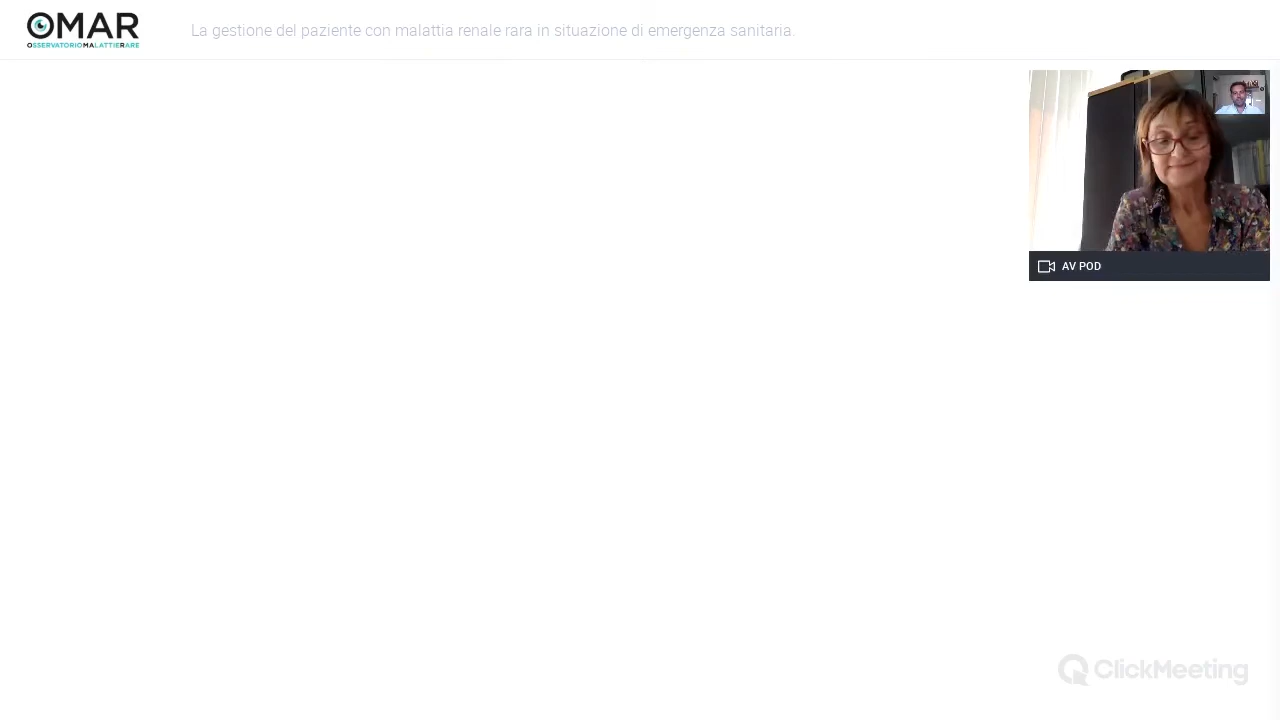 OMAR
OSSERVATORIOMALATTIERARE
La gestione del paziente con malattia renale rara in situazione di emergenza sanitaria.
AV POD
ClickMeeting